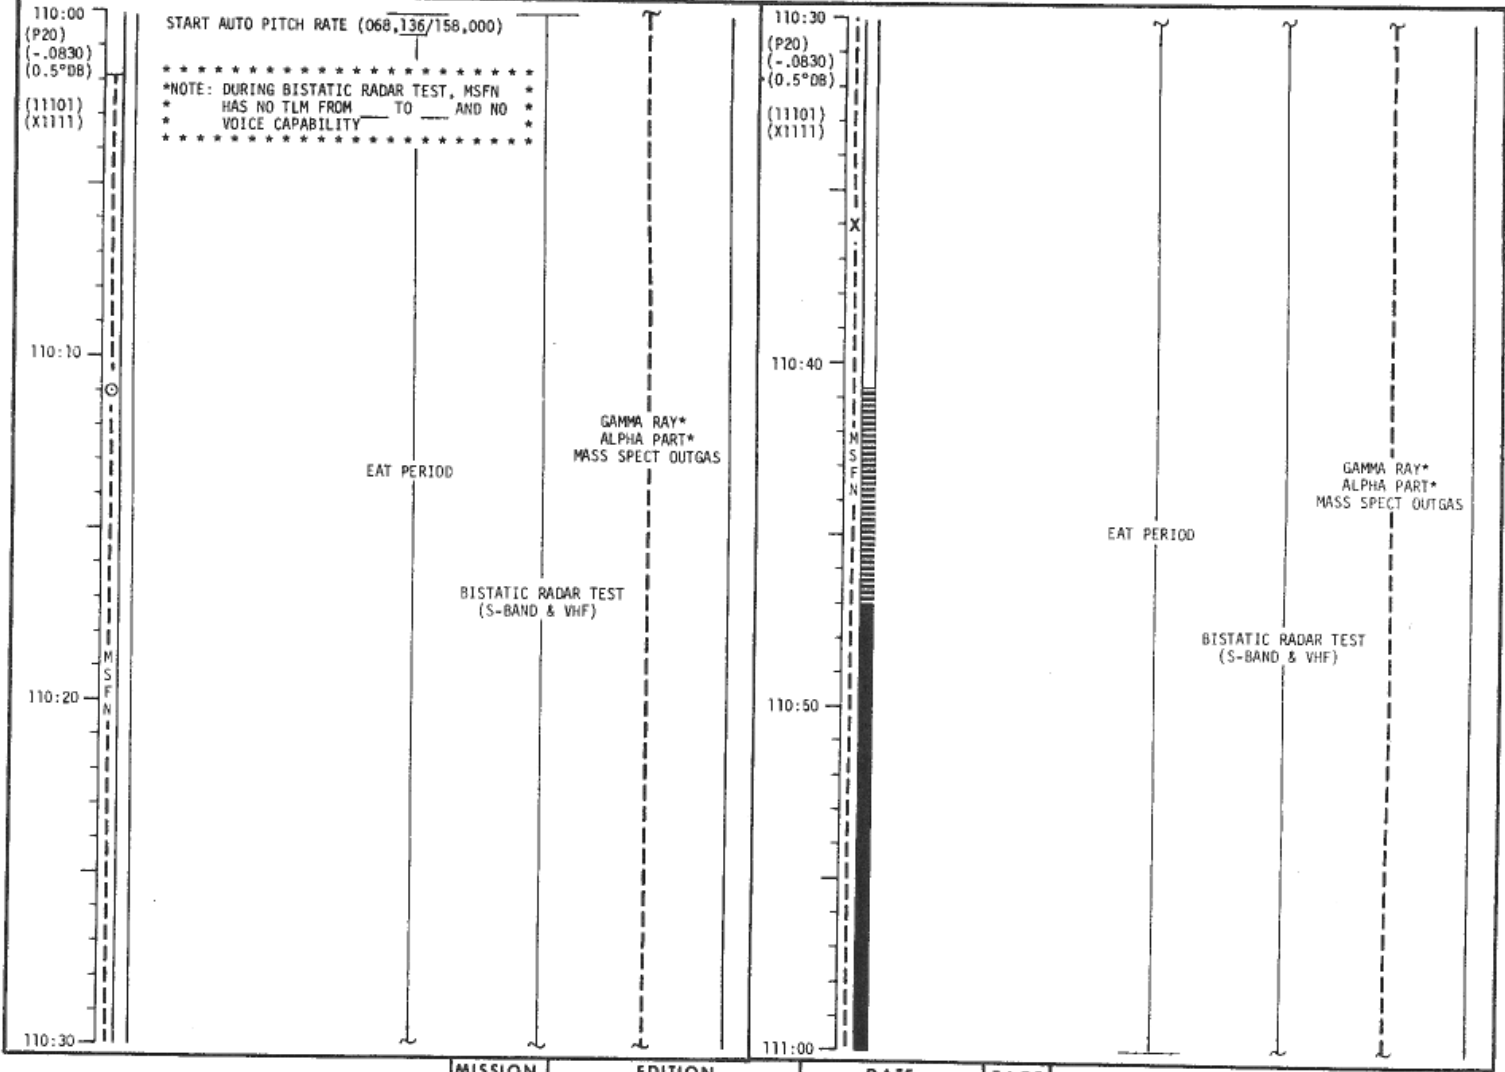 110:00
(P20)
(-.0830)
(0.5°DB)
(11101)
(X1111)
START AUTO PITCH RATE (068,136/158,000)
* * * * * * * * * * * * * * * * * * * * * *
*NOTE: DURING BISTATIC RADAR TEST, MSFN *
* HAS NO TLM FROM ___ TO ___ AND NO *
* VOICE CAPABILITY *
* * * * * * * * * * * * * * * * * * * * * *
110:10
GAMMA RAY*
ALPHA PART*
MASS SPECT OUTGAS
EAT PERIOD
BISTATIC RADAR TEST
(S-BAND & VHF)
M
S
F
N
110:20
110:30
110:30
(P20)
(-.0830)
(0.5°DB)
(11101)
(X1111)
X
110:40
M
S
F
N
GAMMA RAY*
ALPHA PART*
MASS SPECT OUTGAS
EAT PERIOD
BISTATIC RADAR TEST
(S-BAND & VHF)
110:50
111:00
MISSION
EDITION
DATE